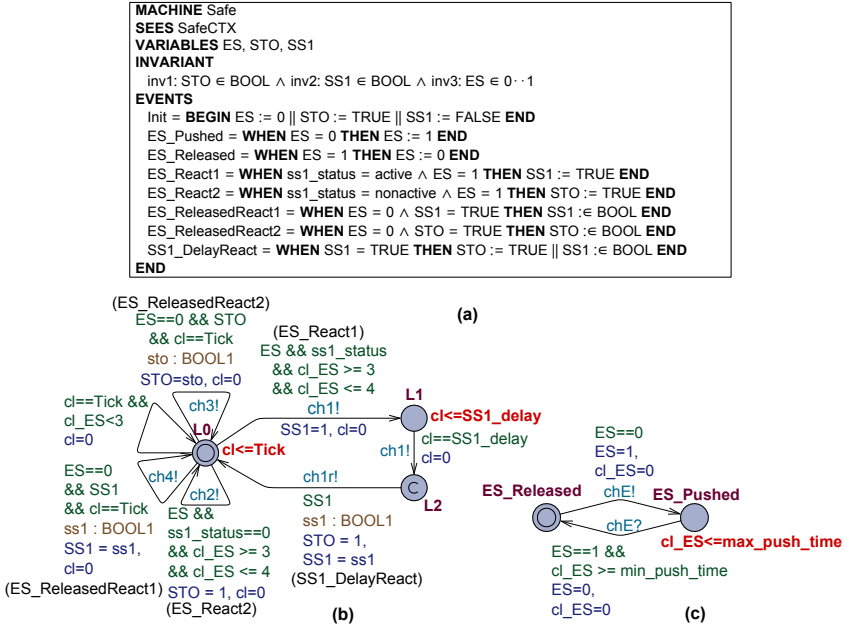 MACHINE Safe
SEES SafeCTX
VARIABLES ES, STO, SS1
INVARIANT
inv1: STO ∈ BOOL ∧ inv2: SS1 ∈ BOOL ∧ inv3: ES ∈ 0··1
EVENTS
Init = BEGIN ES := 0 || STO := TRUE || SS1 := FALSE END
ES_Pushed = WHEN ES = 0 THEN ES := 1 END
ES_Released = WHEN ES = 1 THEN ES := 0 END
ES_React1 = WHEN ss1_status = active ∧ ES = 1 THEN SS1 := TRUE END
ES_React2 = WHEN ss1_status = nonactive ∧ ES = 1 THEN STO := TRUE END
ES_ReleasedReact1 = WHEN ES = 0 ∧ SS1 = TRUE THEN SS1 :∈ BOOL END
ES_ReleasedReact2 = WHEN ES = 0 ∧ STO = TRUE THEN STO :∈ BOOL END
SS1_DelayReact = WHEN SS1 = TRUE THEN STO := TRUE || SS1 :∈ BOOL END
END
(a)
(ES_ReleasedReact2)
ES==0 && STO
&& cl==Tick
sto : BOOL1
STO=sto, cl=0
ch3!
cl==Tick &&
cl_ES<3
cl=0
L0
cl<=Tick
ch4!
ch2!
ES==0
&& SS1
&& cl==Tick
ss1 : BOOL1
SS1 = ss1,
cl=0
(ES_ReleasedReact1)
ES &&
ss1_status==0
&& cl_ES >= 3
&& cl_ES <= 4
STO = 1, cl=0
(ES_React2)
(ES_React1)
ES && ss1_status
&& cl_ES >= 3
&& cl_ES <= 4
ch1!
SS1=1, cl=0
L1
cl<=SS1_delay
cl==SS1_delay
ch1!
cl=0
C
L2
ch1r!
SS1
ss1 : BOOL1
STO = 1,
SS1 = ss1
(SS1_DelayReact)
(b)
ES==0
ES=1,
cl_ES=0
ES_Released
chE!
ES_Pushed
chE?
cl_ES<=max_push_time
ES==1 &&
cl_ES >= min_push_time
ES=0,
cl_ES=0
(c)